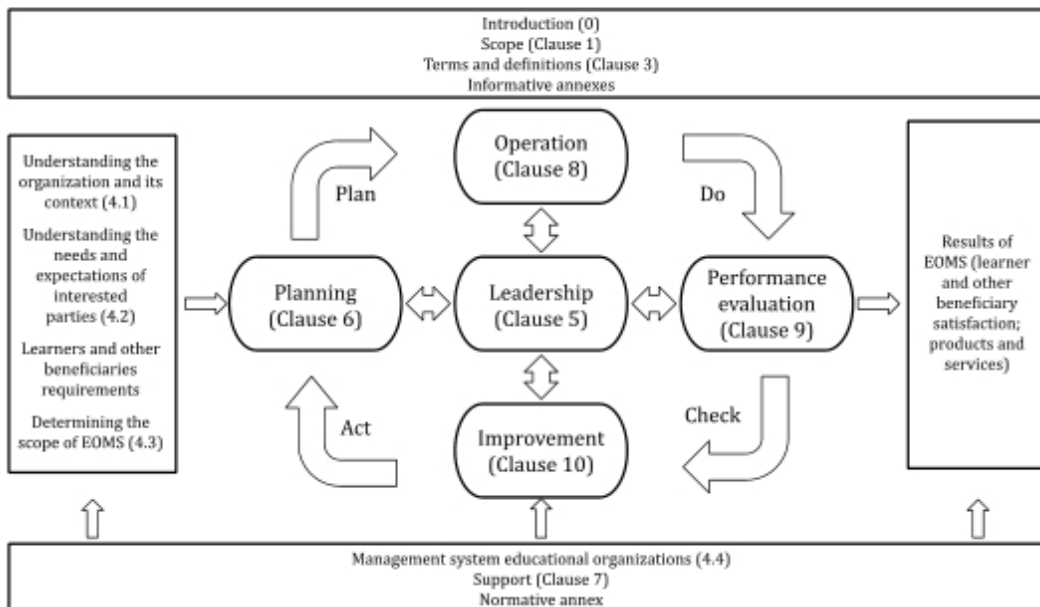 Introduction (0)
Scope (Clause 1)
Terms and definitions (Clause 3)
Informative annexes
Understanding the
organization and its
context (4.1)
Understanding the
needs and
expectations of
interested
parties (4.2)
Learners and other
beneficiaries
requirements
Determining the
scope of EOMS (4.3)
Plan
Operation
(Clause 8)
Do
Planning
(Clause 6)
Leadership
(Clause 5)
Performance
evaluation
(Clause 9)
Act
Improvement
(Clause 10)
Check
Results of
EOMS (learner
and other
beneficiary
satisfaction;
products and
services)
Management system educational organizations (4.4)
Support (Clause 7)
Normative annex